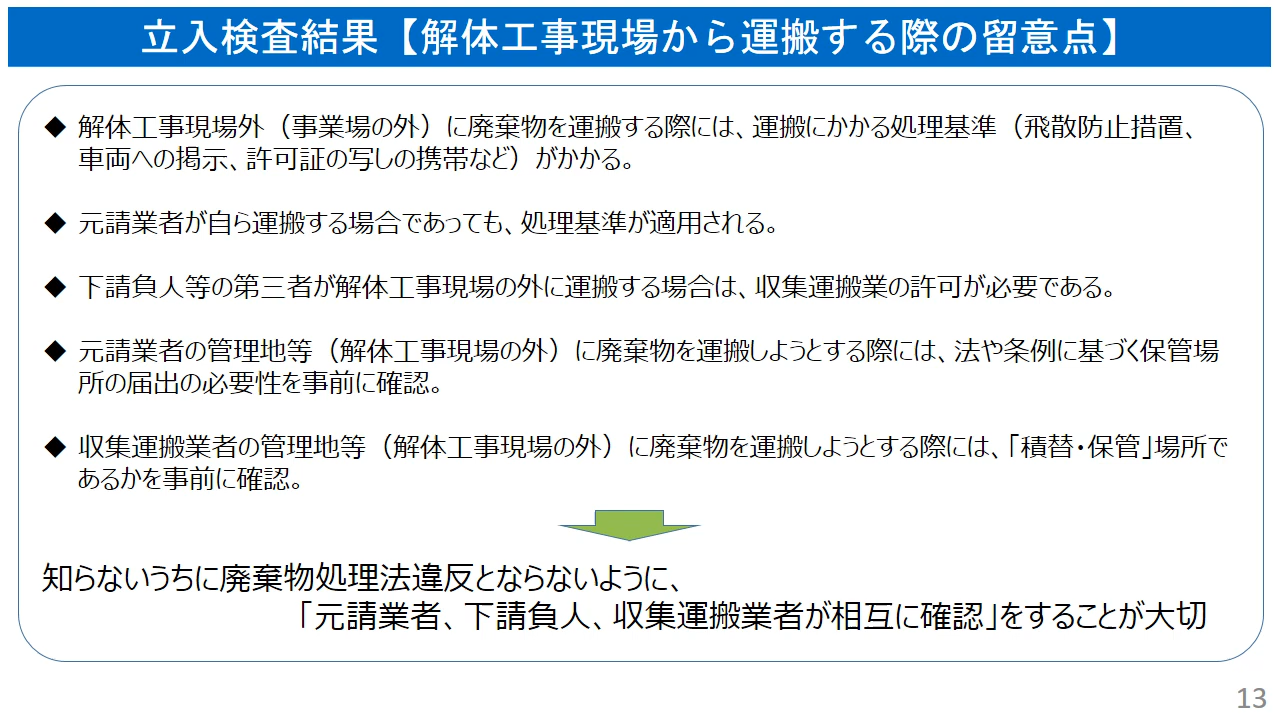 立入検査結果【解体工事現場から運搬する際の留意点】
◆ 解体工事現場外（事業場の外）に廃棄物を運搬する際には、運搬にかかる処理基準（飛散防止措置、
車両への掲示、許可証の写しの携帯など）がかかる。
◆ 元請業者が自ら運搬する場合であっても、処理基準が適用される。
◆ 下請負人等の第三者が解体工事現場の外に運搬する場合は、収集運搬業の許可が必要である。
◆ 元請業者の管理地等（解体工事現場の外）に廃棄物を運搬しようとする際には、法や条例に基づく保管場
所の届出の必要性を事前に確認。
◆ 収集運搬業者の管理地等（解体工事現場の外）に廃棄物を運搬しようとする際には、「積替・保管」場所で
あるかを事前に確認。
知らないうちに廃棄物処理法違反とならないように、
「元請業者、下請負人、収集運搬業者が相互に確認」をすることが大切
13